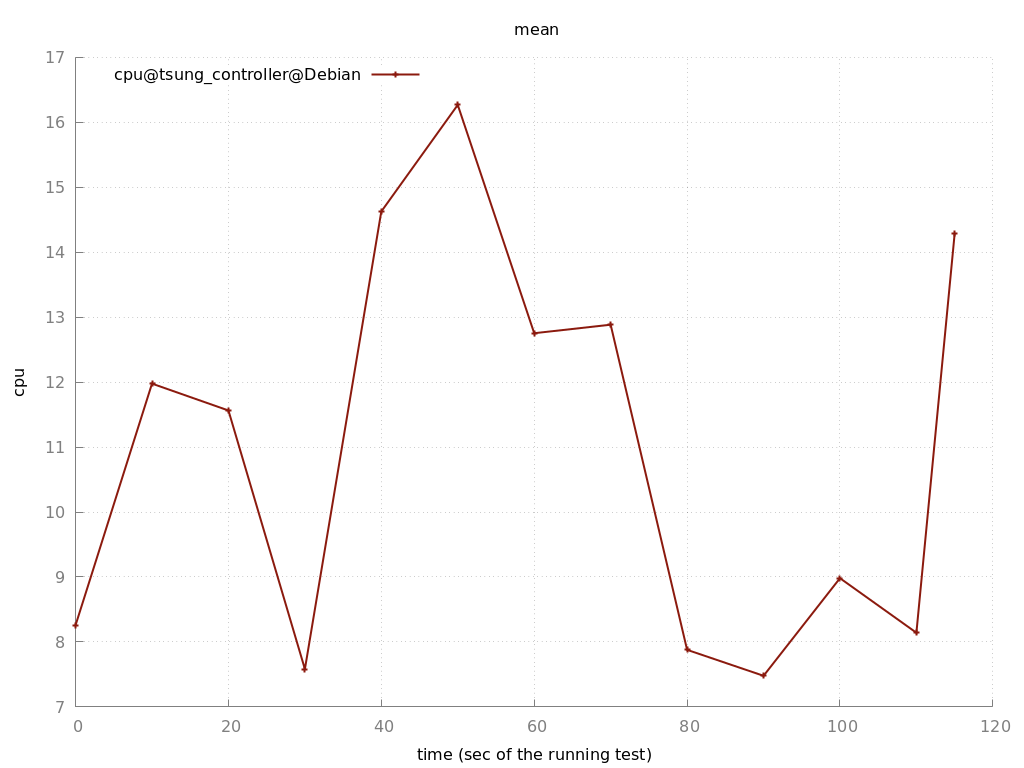 mean
17
cpu@tsung_controller@Debian
16
15
14
13
12
cpu
11
10
9
8
7
0 20 40 60 80 100 120
time (sec of the running test)